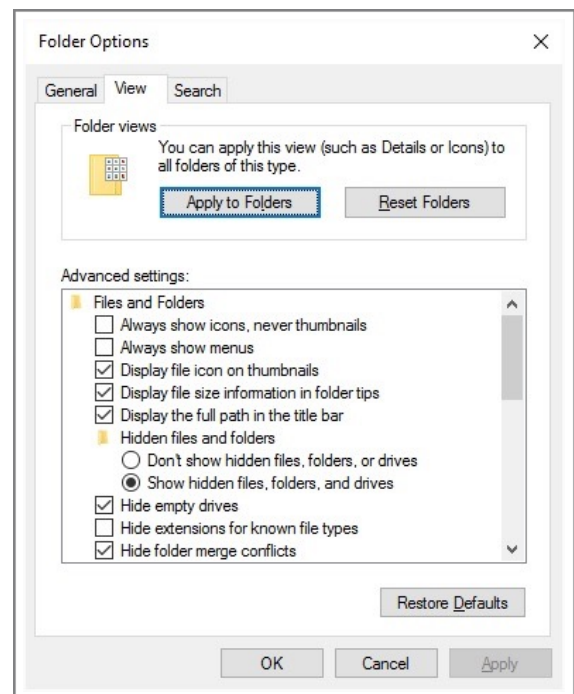 Folder Options
General View Search
Folder views
You can apply this view (such as Details or Icons) to
all folders of this type.
Apply to Folders Reset Folders
Advanced settings:
Files and Folders
Always show icons, never thumbnails
Always show menus
Display file icon on thumbnails
Display file size information in folder tips
Display the full path in the title bar
Hidden files and folders
Don't show hidden files, folders, or drives
Show hidden files, folders, and drives
Hide empty drives
Hide extensions for known file types
Hide folder merge conflicts
Restore Defaults
OK Cancel Apply